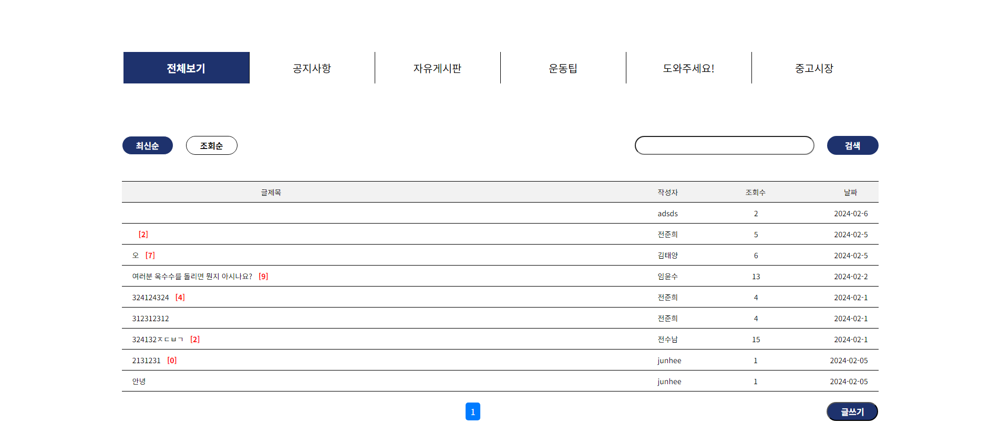 전체보기 공지사항 자유게시판 운동팁 도와주세요! 중고시장
최신순 조회순 검색
글제목 작성자 조회수 날짜
adsds 2 2024-02-6
[2] 전준희 5 2024-02-5
오 [7] 김태양 6 2024-02-5
여러분 옥수수를 돌리면 뭔지 아시나요? [9] 임윤수 13 2024-02-2
324124324 [4] 전준희 4 2024-02-1
312312312 전준희 4 2024-02-1
324132ㅈㄷㅂㄱ [2] 전수남 15 2024-02-1
2131231 [0] junhee 1 2024-02-05
안녕 junhee 1 2024-02-05
1 글쓰기